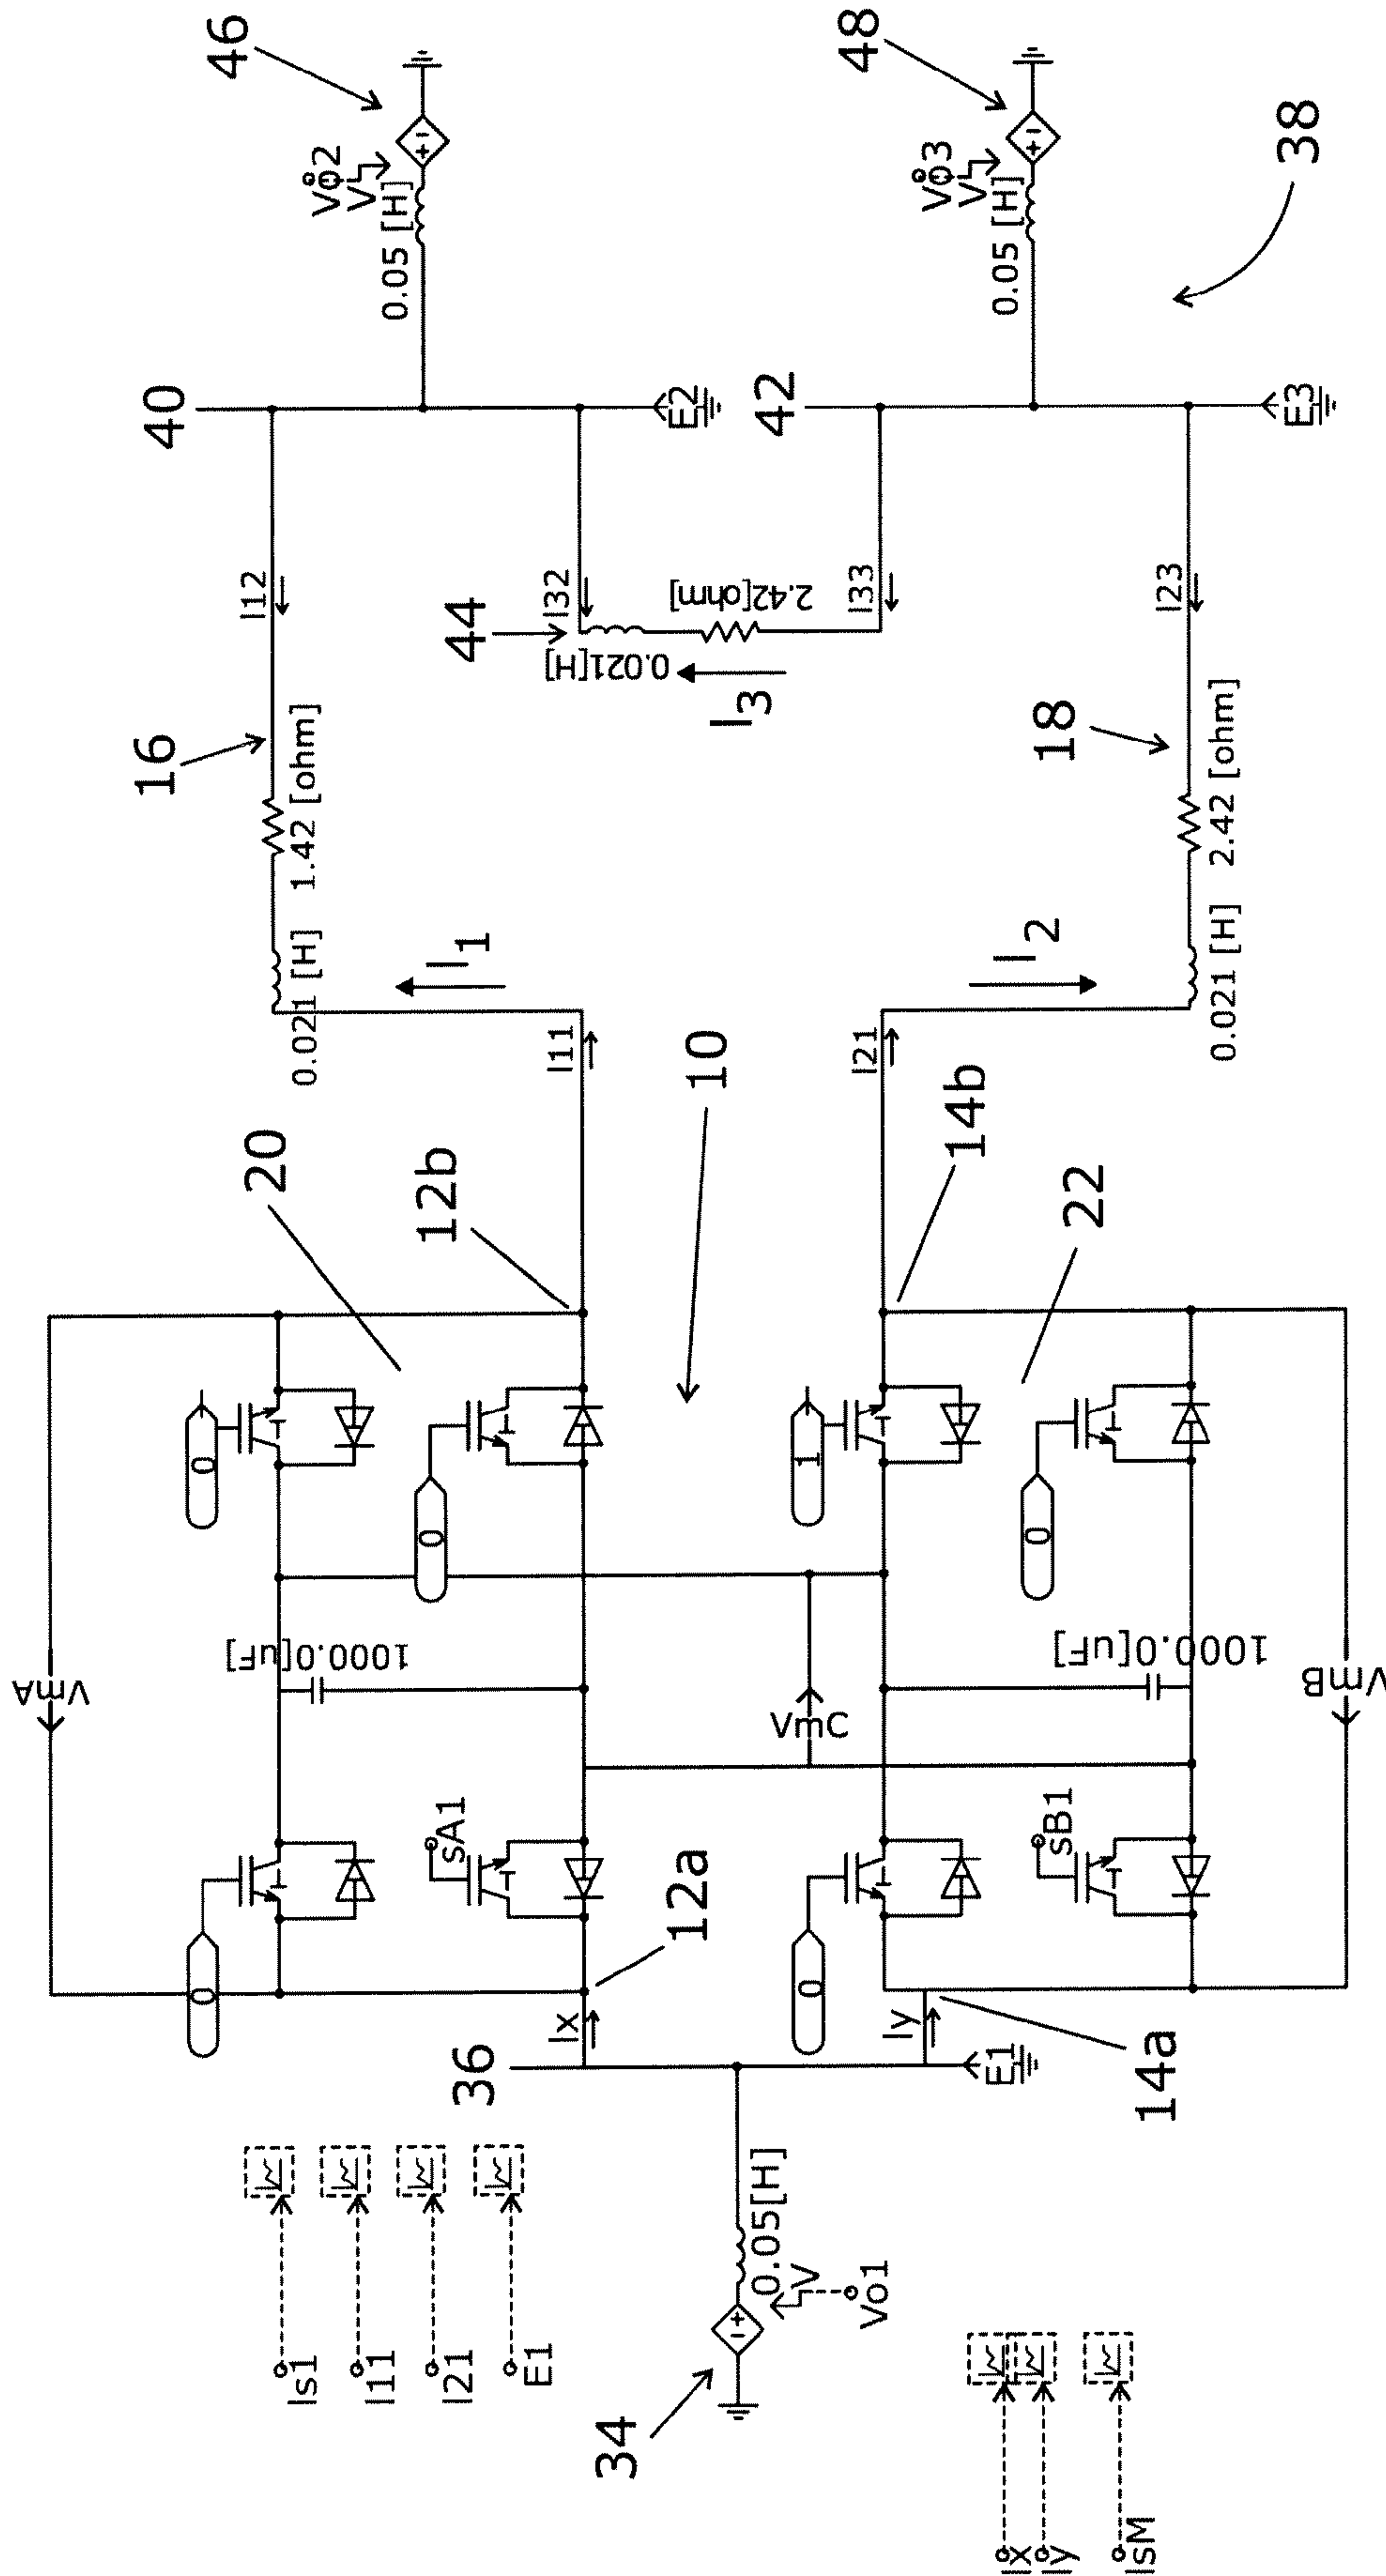 46
48
Vo2
V
0.05 [H]
Vo3
V
0.05 [H]
38
40
E2
42
E3
I12
I32
44
2.42[ohm]
0.021[H]
I33
I3
I23
16
1.42 [ohm]
0.021 [H]
18
2.42 [ohm]
0.021 [H]
I1
I2
I11
I21
10
20
12b
14b
22
0
0
1
0
VmA
1000.0[uF]
VmC
1000.0[uF]
VmB
0
sA1
12a
0
sB1
14a
36
Ix
Iy
E1
0.05[H]
V
Vo1
34
Is1
I11
I21
E1
Ix
Iy
IsM